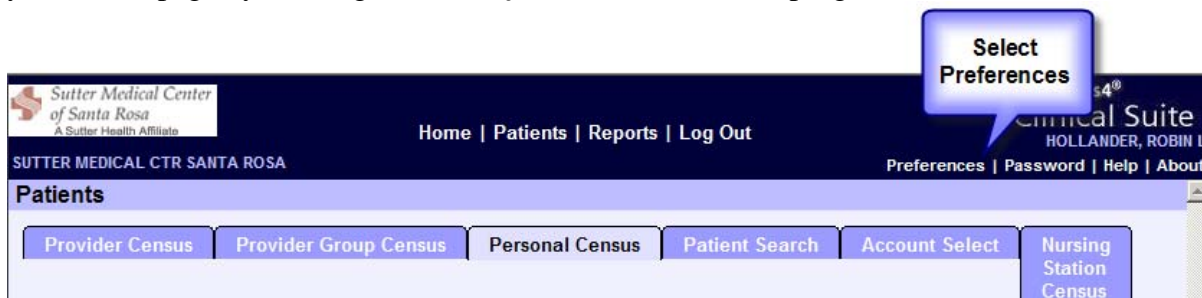 Select
Preferences
Sutter Medical Center
of Santa Rosa
A Sutter Health Affiliate
s4®
Clinical Suite
Home | Patients | Reports | Log Out
HOLLANDER, ROBIN L
SUTTER MEDICAL CTR SANTA ROSA
Preferences | Password | Help | About
Patients
Provider Census
Provider Group Census
Personal Census
Patient Search
Account Select
Nursing
Station
Census